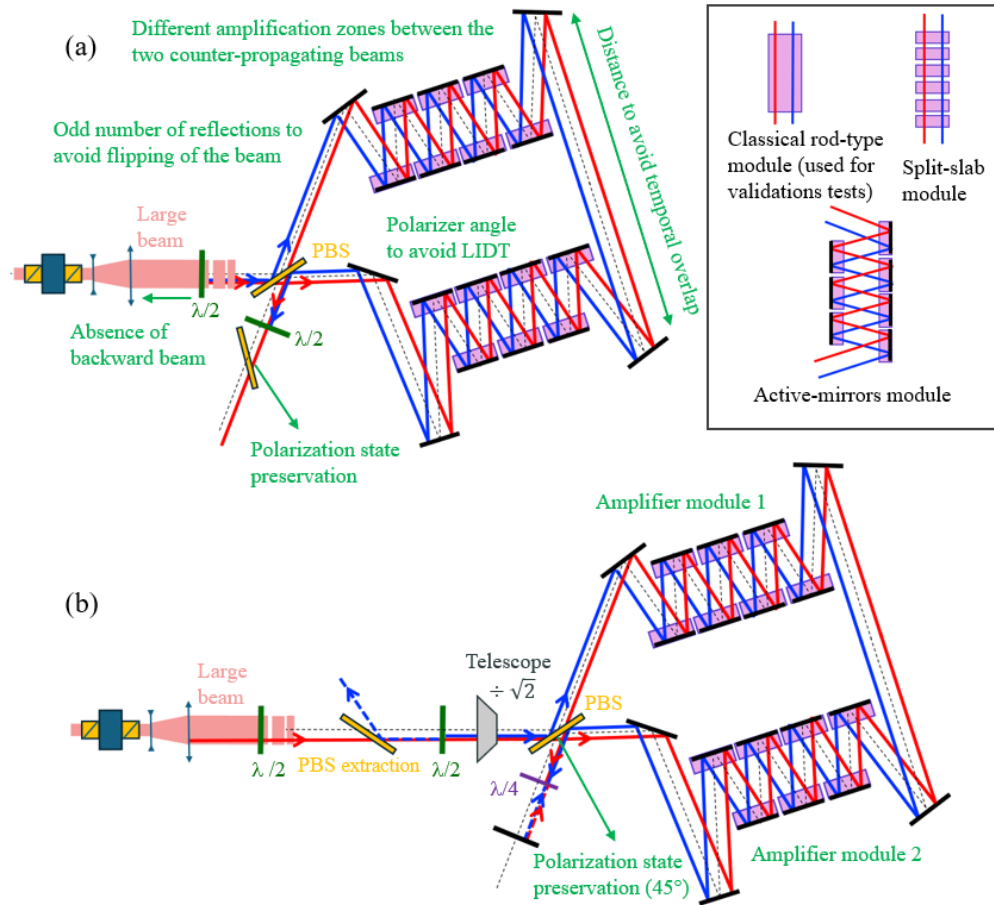 (a)
Different amplification zones between the
two counter-propagating beams
Odd number of reflections to
avoid flipping of the beam
Large
beam
PBS
Polarizer angle
to avoid LIDT
Distance to avoid temporal overlap
λ/2
λ/2
Absence of
backward beam
Polarization state
preservation
Classical rod-type
module (used for
validations tests)
Split-slab
module
Active-mirrors module
(b)
Amplifier module 1
Large
beam
Telescope
÷ √2
PBS
λ /2
PBS extraction
λ/2
λ/4
Polarization state
preservation (45°)
Amplifier module 2